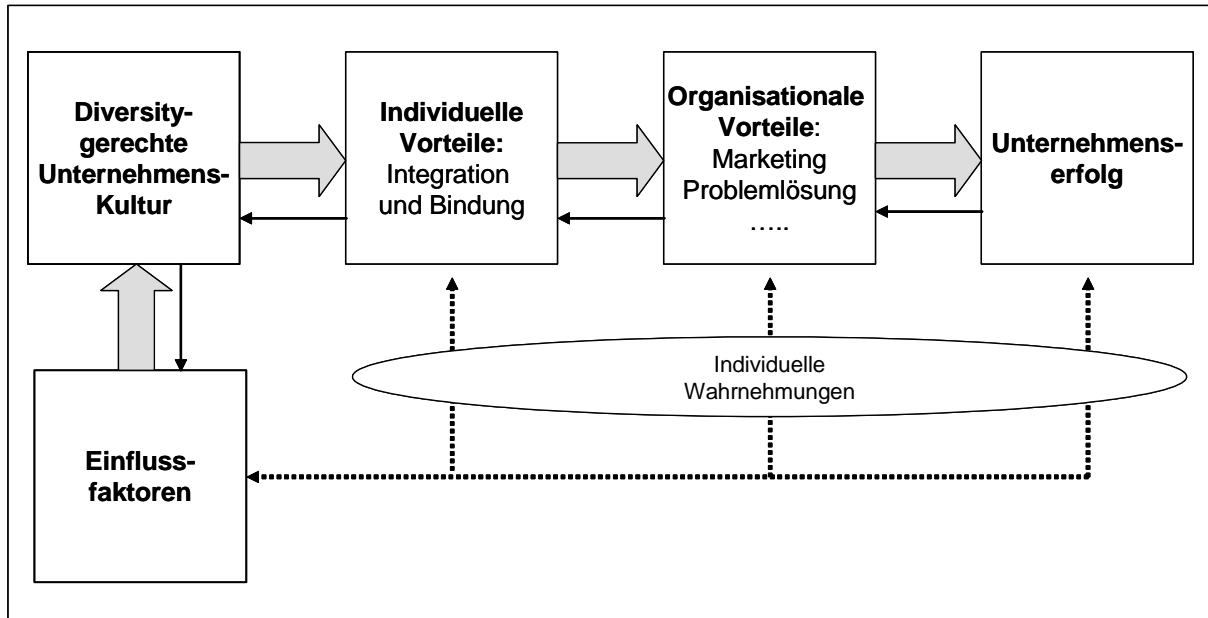 Diversity-
gerechte
Unternehmens-
Kultur
Individuelle
Vorteile:
Integration
und Bindung
Organisationale
Vorteile:
Marketing
Problemlösung
…..
Unternehmens-
erfolg
Individuelle
Wahrnehmungen
Einfluss-
faktoren